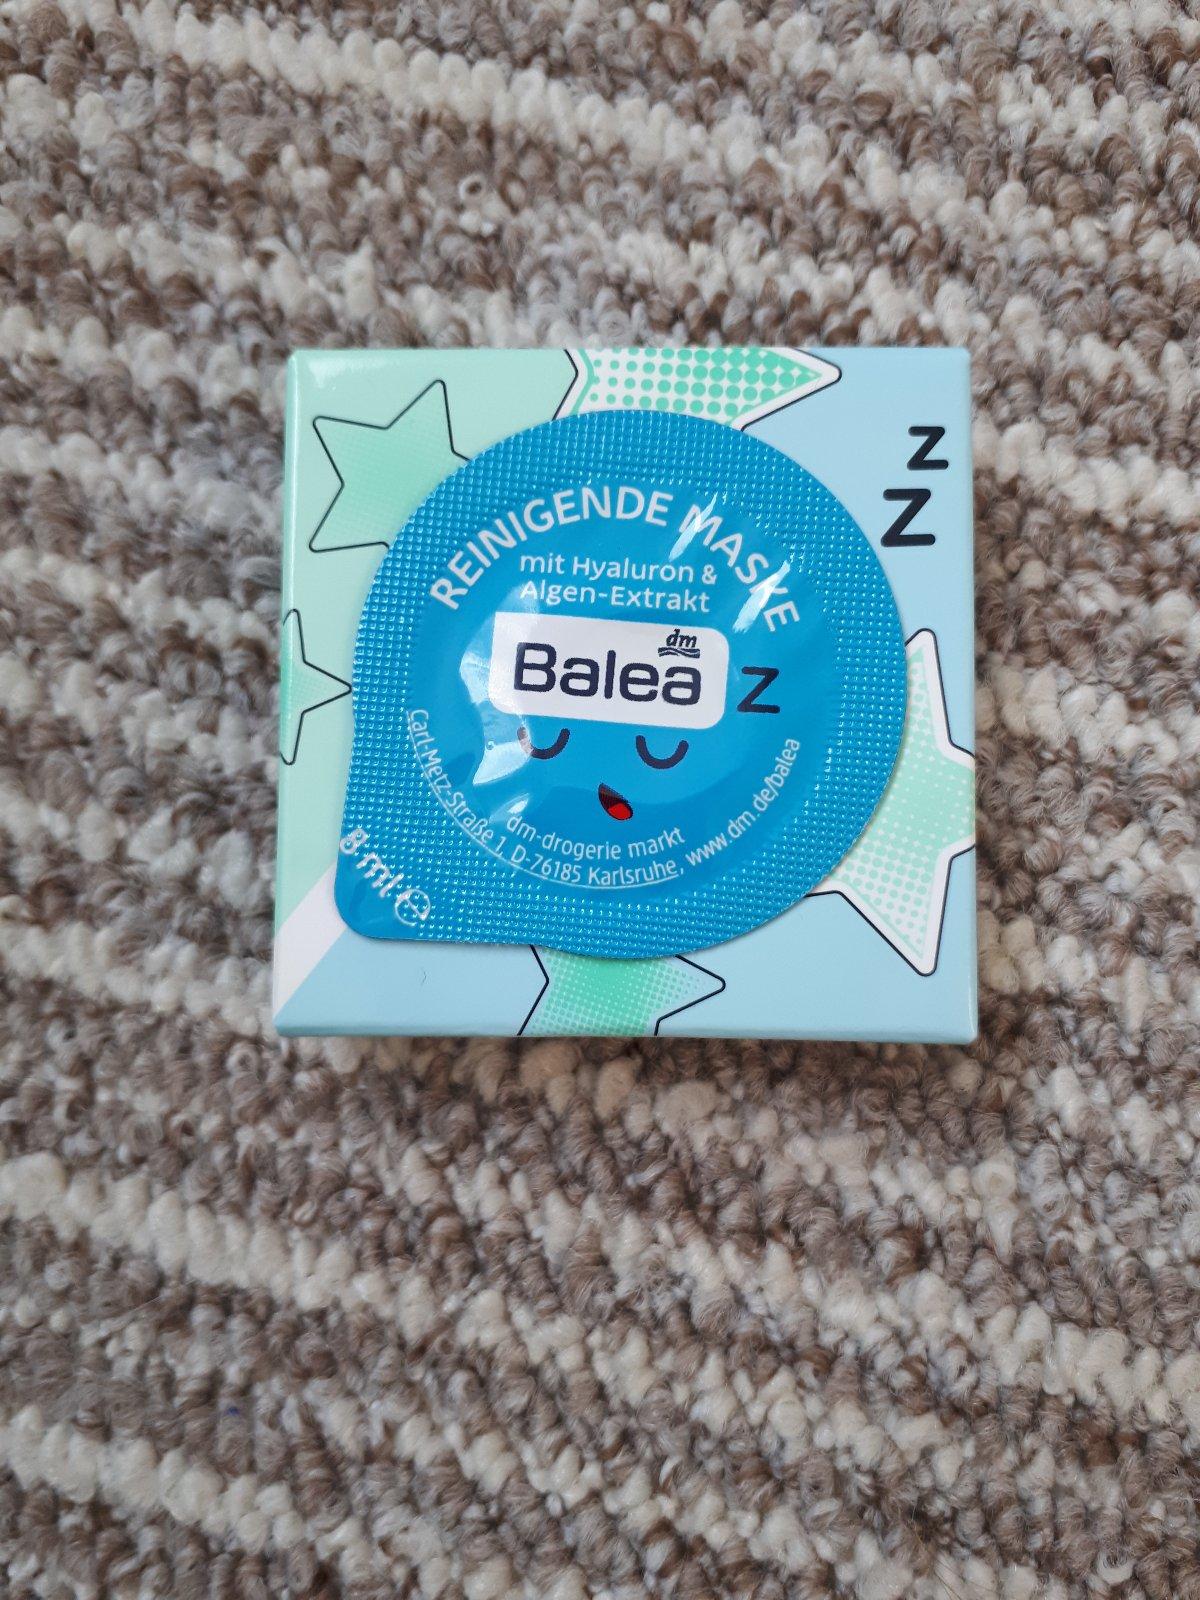 z
z
REINIGENDE MASKE
mit Hyaluron &
Algen-Extrakt
dm
Balea
z
dm-drogerie markt
Carl-Metz-Straße 1, D-76185 Karlsruhe, www.dm.de/balea
8 ml ℮